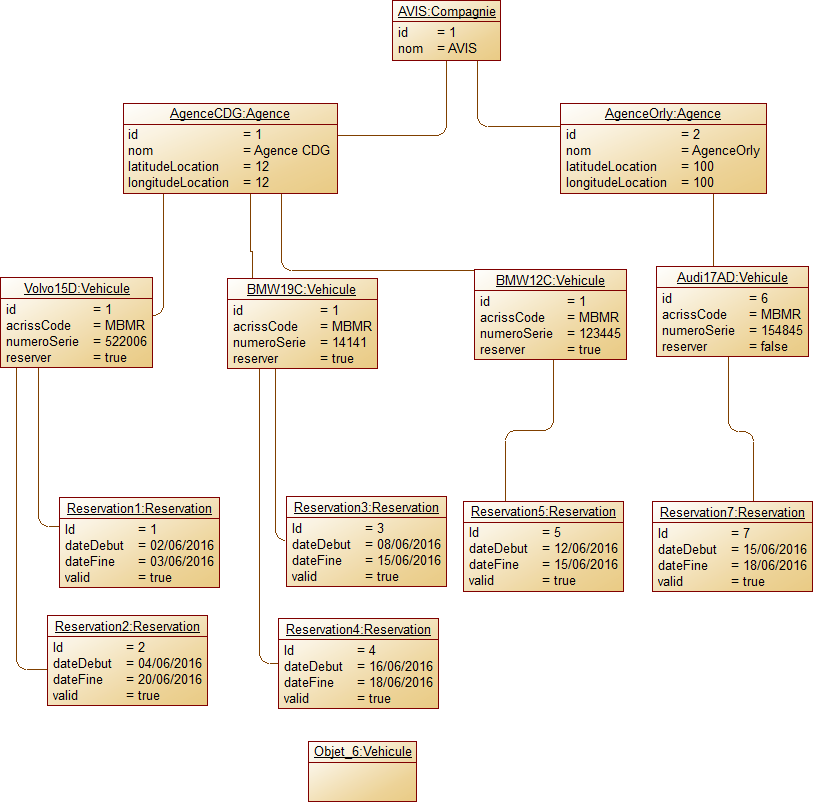 AVIS:Compagnie
id = 1
nom = AVIS
AgenceCDG:Agence
id = 1
nom = Agence CDG
latitudeLocation = 12
longitudeLocation = 12
AgenceOrly:Agence
id = 2
nom = AgenceOrly
latitudeLocation = 100
longitudeLocation = 100
Volvo15D:Vehicule
id = 1
acrissCode = MBMR
numeroSerie = 522006
reserver = true
BMW19C:Vehicule
id = 1
acrissCode = MBMR
numeroSerie = 14141
reserver = true
BMW12C:Vehicule
id = 1
acrissCode = MBMR
numeroSerie = 123445
reserver = true
Audi17AD:Vehicule
id = 6
acrissCode = MBMR
numeroSerie = 154845
reserver = false
Reservation1:Reservation
Id = 1
dateDebut = 02/06/2016
dateFine = 03/06/2016
valid = true
Reservation3:Reservation
Id = 3
dateDebut = 08/06/2016
dateFine = 15/06/2016
valid = true
Reservation5:Reservation
Id = 5
dateDebut = 12/06/2016
dateFine = 15/06/2016
valid = true
Reservation7:Reservation
Id = 7
dateDebut = 15/06/2016
dateFine = 18/06/2016
valid = true
Reservation2:Reservation
Id = 2
dateDebut = 04/06/2016
dateFine = 20/06/2016
valid = true
Reservation4:Reservation
Id = 4
dateDebut = 16/06/2016
dateFine = 18/06/2016
valid = true
Objet_6:Vehicule